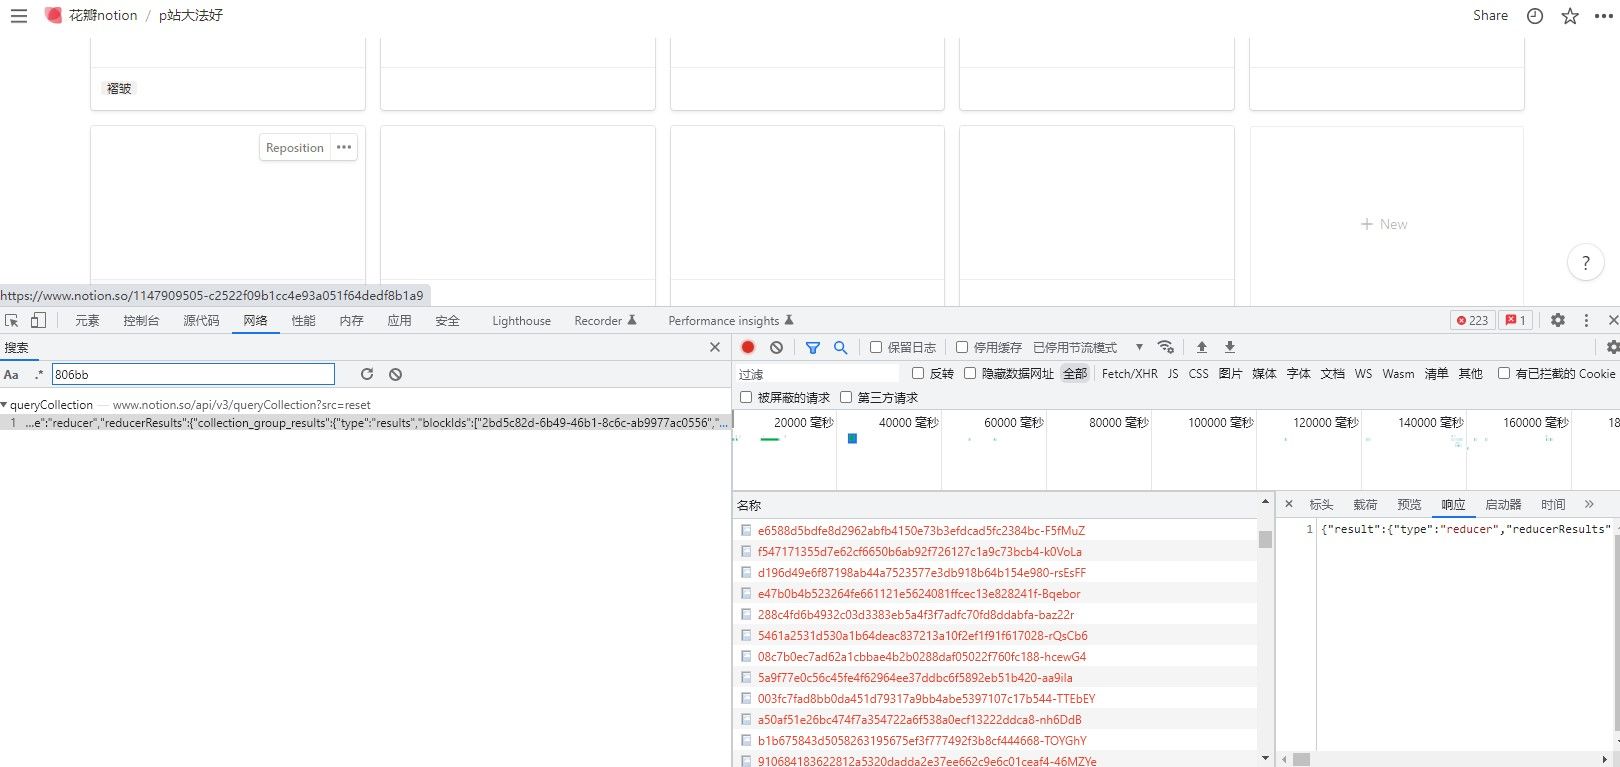 花瓣notion / p站大法好 Share
褶皱
Reposition •••
+ New
?
https://www.notion.so/1147909505-c2522f09b1cc4e93a051f64dedf8b1a9
元素 控制台 源代码 网络 性能 内存 应用 安全 Lighthouse Recorder Performance insights 223 1
搜索
保留日志 停用缓存 已停用节流模式
Aa .* 806bb
过滤 反转 隐藏数据网址 全部 Fetch/XHR JS CSS 图片 媒体 字体 文档 WS Wasm 清单 其他 有已拦截的 Cookie
被屏蔽的请求 第三方请求
queryCollection — www.notion.so/api/v3/queryCollection?src=reset
1 ...e":"reducer","reducerResults":{"collection_group_results":{"type":"results","blockIds":["2bd5c82d-6b49-46b1-8c6c-ab9977ac0556","...
20000 毫秒 40000 毫秒 60000 毫秒 80000 毫秒 100000 毫秒 120000 毫秒 140000 毫秒 160000 毫秒 18
名称
标头 载荷 预览 响应 启动器 时间 »
1 {"result":{"type":"reducer","reducerResults"
e6588d5bdfe8d2962abfb4150e73b3efdcad5fc2384bc-F5fMuZ
f547171355d7e62cf6650b6ab92f726127c1a9c73bcb4-k0VoLa
d196d49e6f87198ab44a7523577e3db918b64b154e980-rsEsFF
e47b0b4b523264fe661121e5624081ffcec13e828241f-Bqebor
288c4fd6b4932c03d3383eb5a4f3f7adfc70fd8ddabfa-baz22r
5461a2531d530a1b64deac837213a10f2ef1f91f617028-rQsCb6
08c7b0ec7ad62a1cbbae4b2b0288daf05022f760fc188-hcewG4
5a9f77e0c56c45fe4f62964ee37ddbc6f5892eb51b420-aa9iIa
003fc7fad8bb0da451d79317a9bb4abe5397107c17b544-TTEbEY
a50af51e26bc474f7a354722a6f538a0ecf13222ddca8-nh6DdB
b1b675843d5058263195675ef3f777492f3b8cf444668-TOYGhY
910684183622812a5320dadda2e37ee662c9e6c01ceaf4-46MZYe